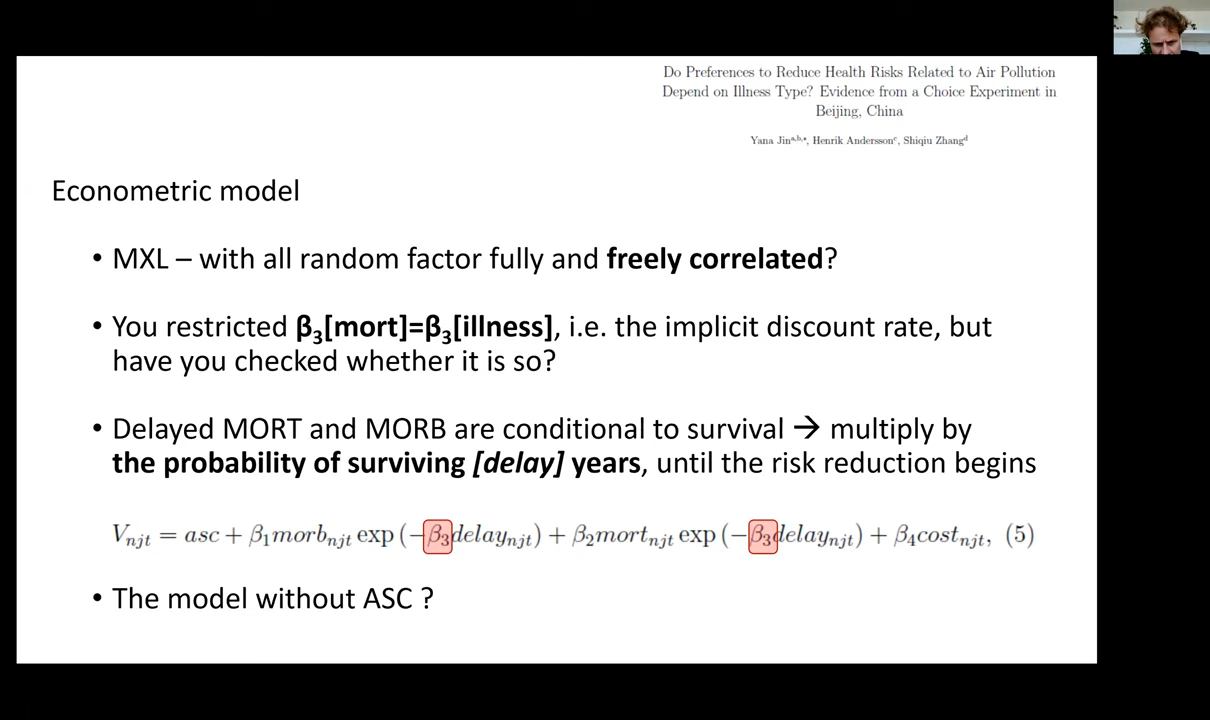 Do Preferences to Reduce Health Risks Related to Air Pollution
Depend on Illness Type? Evidence from a Choice Experiment in
Beijing, China
Yana Jinᵃ,ᵇ,*, Henrik Anderssonᶜ, Shiqiu Zhangᵈ
Econometric model
• MXL – with all random factor fully and freely correlated?
• You restricted β₃[mort]=β₃[illness], i.e. the implicit discount rate, but
have you checked whether it is so?
• Delayed MORT and MORB are conditional to survival → multiply by
the probability of surviving [delay] years, until the risk reduction begins
Vₙⱼₜ = asc + β₁morbₙⱼₜ exp (−β₃delayₙⱼₜ) + β₂mortₙⱼₜ exp (−β₃delayₙⱼₜ) + β₄costₙⱼₜ, (5)
• The model without ASC ?